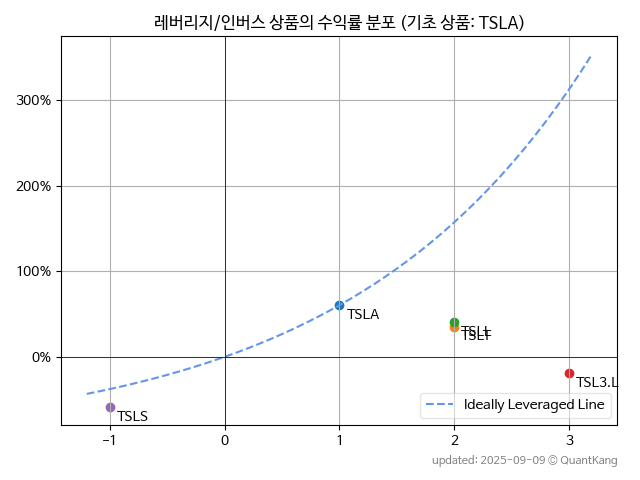 레버리지/인버스 상품의 수익률 분포 (기초 상품: TSLA)
300%
200%
100%
0%
TSLA
TSLL
TSL3.L
TSLS
Ideally Leveraged Line
−1
0
1
2
3
updated: 2025-09-09 ⓒ QuantKang